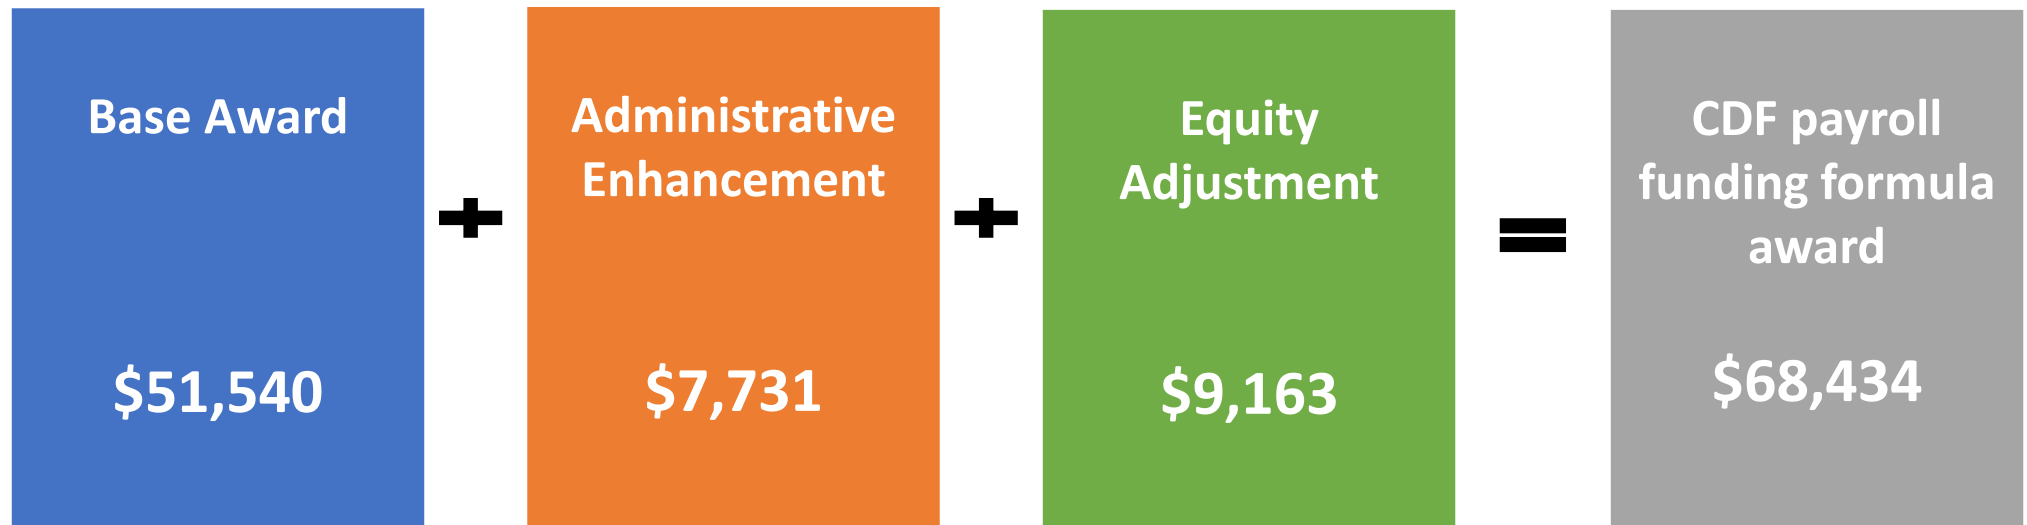 Base Award
$51,540
+
Administrative
Enhancement
$7,731
+
Equity
Adjustment
$9,163
=
CDF payroll
funding formula
award
$68,434